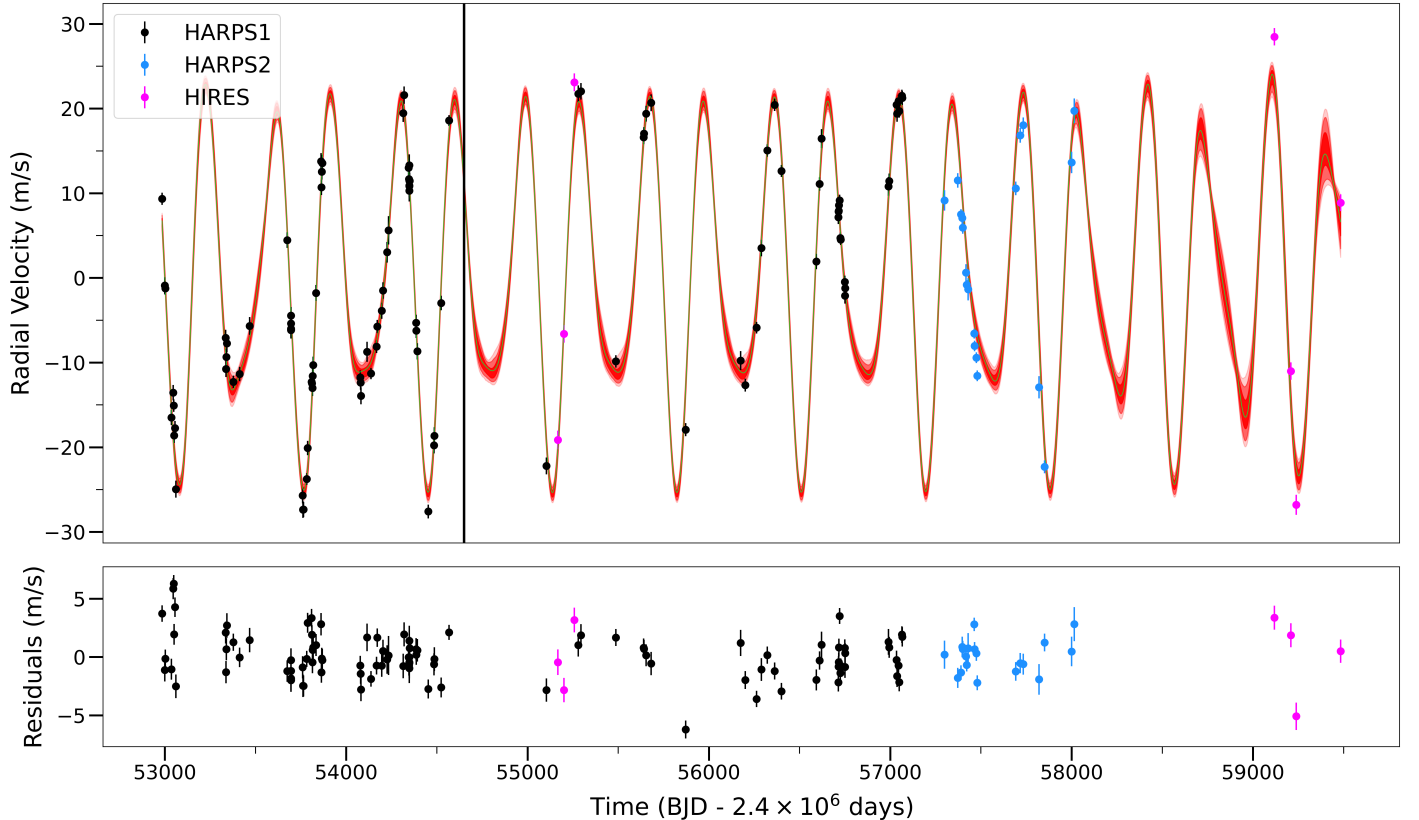 30
20
10
0
−10
−20
−30
Radial Velocity (m/s)
HARPS1
HARPS2
HIRES
5
0
−5
Residuals (m/s)
53000 54000 55000 56000 57000 58000 59000
Time (BJD - 2.4 × 10⁶ days)